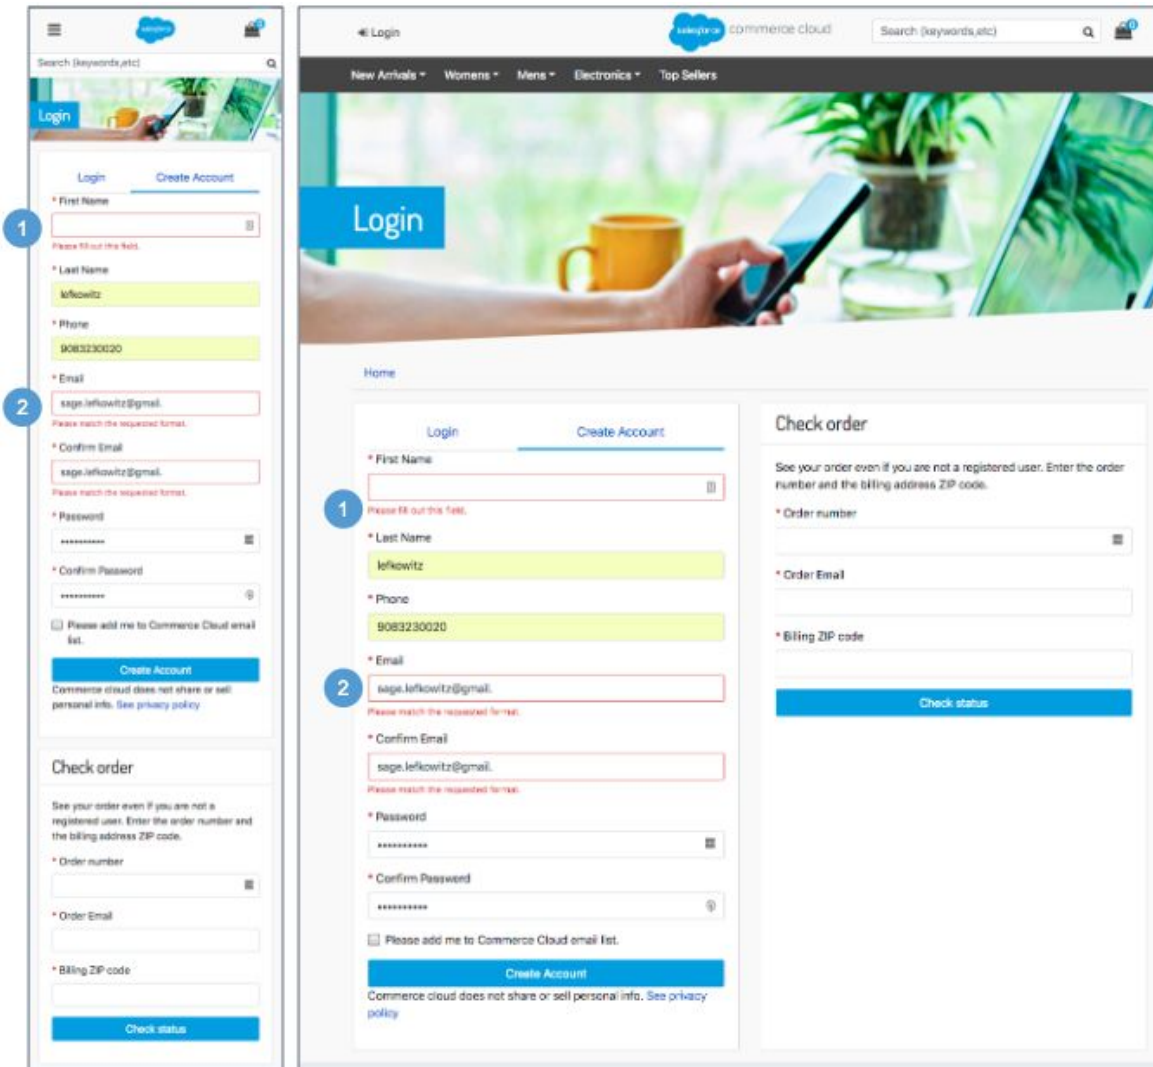 salesforce
0
Search (keywords,etc)
Login
Login
Create Account
* First Name
1
Please fill out this field.
* Last Name
lefkowitz
* Phone
9083230020
* Email
2
sage.lefkowitz@gmail.
Please match the requested format.
* Confirm Email
sage.lefkowitz@gmail.
Please match the requested format.
* Password
* Confirm Password
Please add me to Commerce Cloud email
list.
Create Account
Commerce cloud does not share or sell
personal info. See privacy policy
Check order
See your order even if you are not a
registered user. Enter the order number and
the billing address ZIP code.
* Order number
* Order Email
* Billing ZIP code
Check status
Login
salesforce commerce cloud
Search (keywords,etc)
0
New Arrivals Womens Mens Electronics Top Sellers
Login
Home
Login
Create Account
* First Name
1
Please fill out this field.
* Last Name
lefkowitz
* Phone
9083230020
* Email
2
sage.lefkowitz@gmail.
Please match the requested format.
* Confirm Email
sage.lefkowitz@gmail.
Please match the requested format.
* Password
* Confirm Password
Please add me to Commerce Cloud email list.
Create Account
Commerce cloud does not share or sell personal info. See privacy
policy
Check order
See your order even if you are not a registered user. Enter the order
number and the billing address ZIP code.
* Order number
* Order Email
* Billing ZIP code
Check status